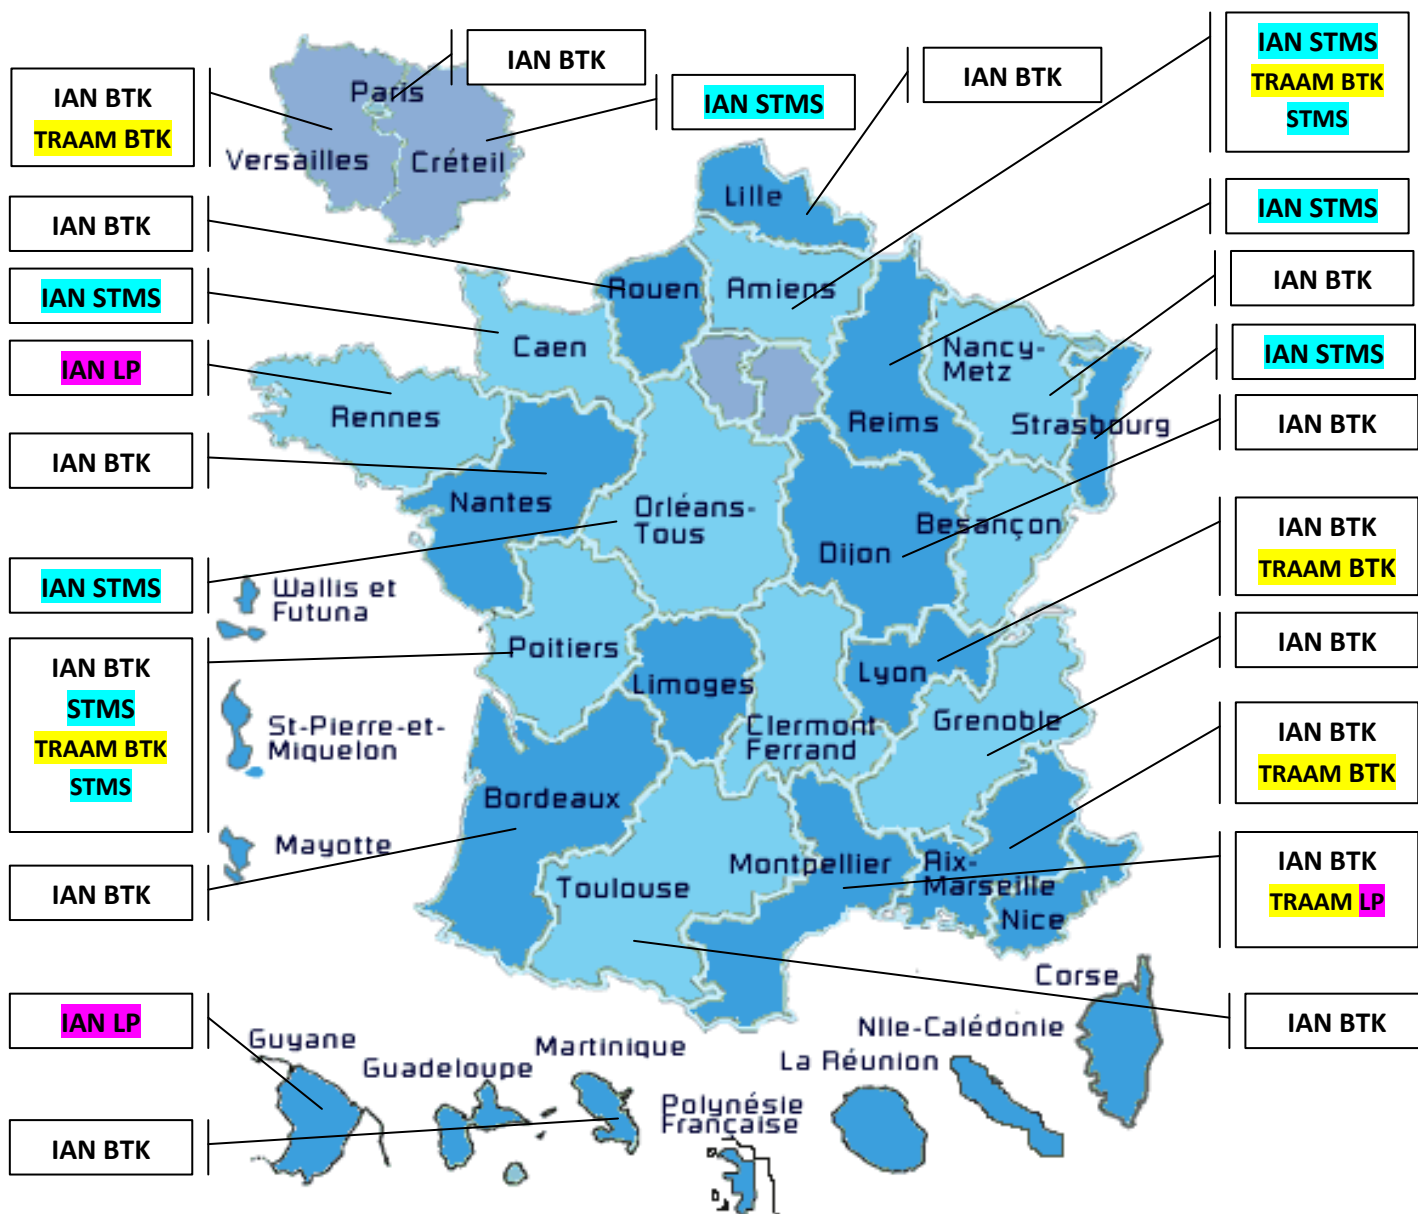 IAN BTK
IAN STMS
IAN BTK
IAN STMS
TRAAM BTK
STMS
IAN BTK
TRAAM BTK
Paris
Versailles
Créteil
Lille
IAN BTK
IAN STMS
IAN STMS
Rouen
Amiens
IAN BTK
Caen
Nancy-
Metz
IAN STMS
IAN LP
Rennes
Reims
Strasbourg
IAN BTK
IAN BTK
Nantes
Orléans-
Tous
Besançon
Dijon
IAN BTK
TRAAM BTK
IAN STMS
Wallis et
Futuna
IAN BTK
STMS
TRAAM BTK
STMS
Poitiers
Limoges
Lyon
IAN BTK
St-Pierre-et-
Miquelon
Clermont
Ferrand
Grenoble
IAN BTK
TRAAM BTK
Bordeaux
Mayotte
IAN BTK
Toulouse
Montpellier
Aix-
Marseille
Nice
IAN BTK
TRAAM LP
Corse
IAN LP
Guyane
Guadeloupe
Martinique
Nlle-Calédonie
La Réunion
IAN BTK
IAN BTK
Polynésie
Française